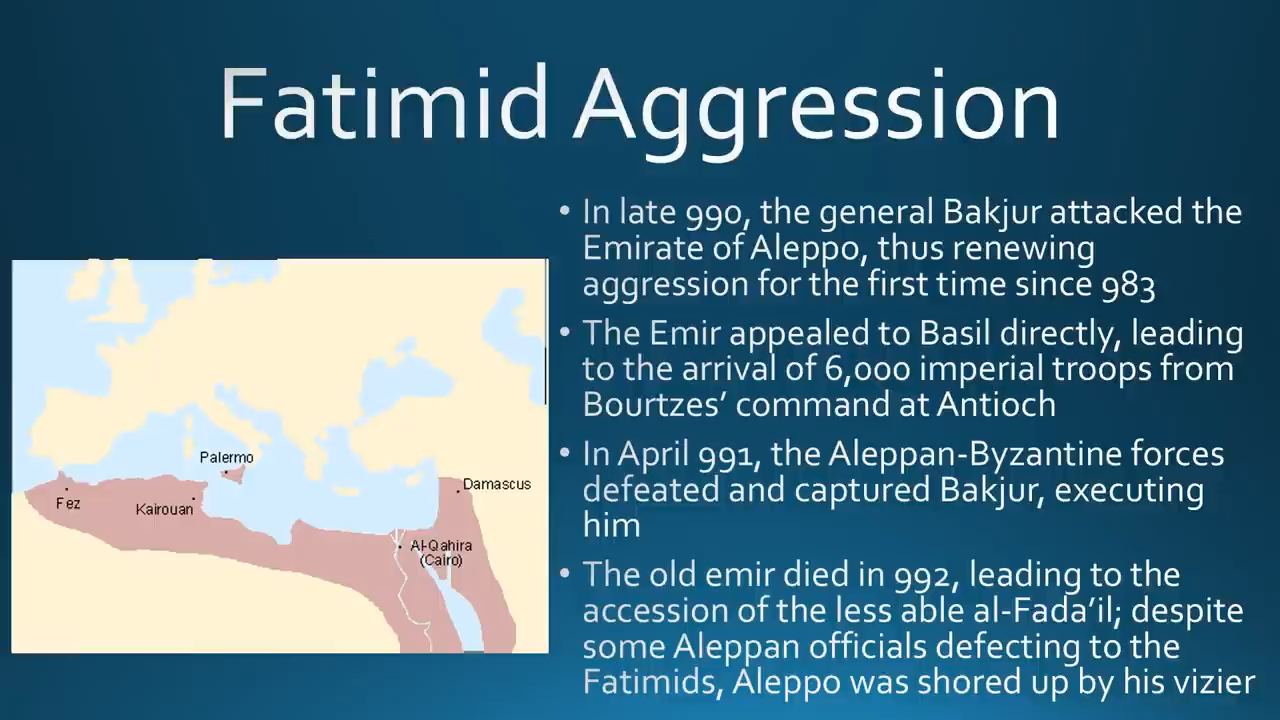 Fatimid Aggression
• In late 990, the general Bakjur attacked the
Emirate of Aleppo, thus renewing
aggression for the first time since 983
• The Emir appealed to Basil directly, leading
to the arrival of 6,000 imperial troops from
Bourtzes’ command at Antioch
• In April 991, the Aleppan-Byzantine forces
defeated and captured Bakjur, executing
him
• The old emir died in 992, leading to the
accession of the less able al-Fada’il; despite
some Aleppan officials defecting to the
Fatimids, Aleppo was shored up by his vizier
Palermo
Damascus
Fez
Kairouan
Al-Qahira
(Cairo)